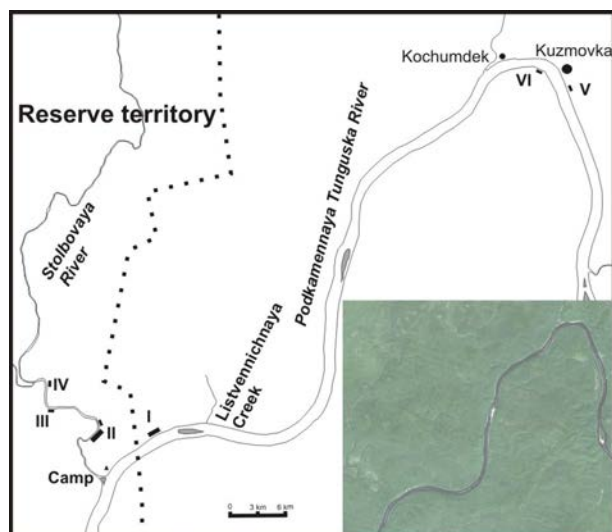 Kochumdek
Kuzmovka
VI
V
Reserve territory
Stolbovaya
River
Podkamennaya Tunguska River
Listvennichnaya
Creek
IV
III
II
I
Camp
0 3 km 6 km